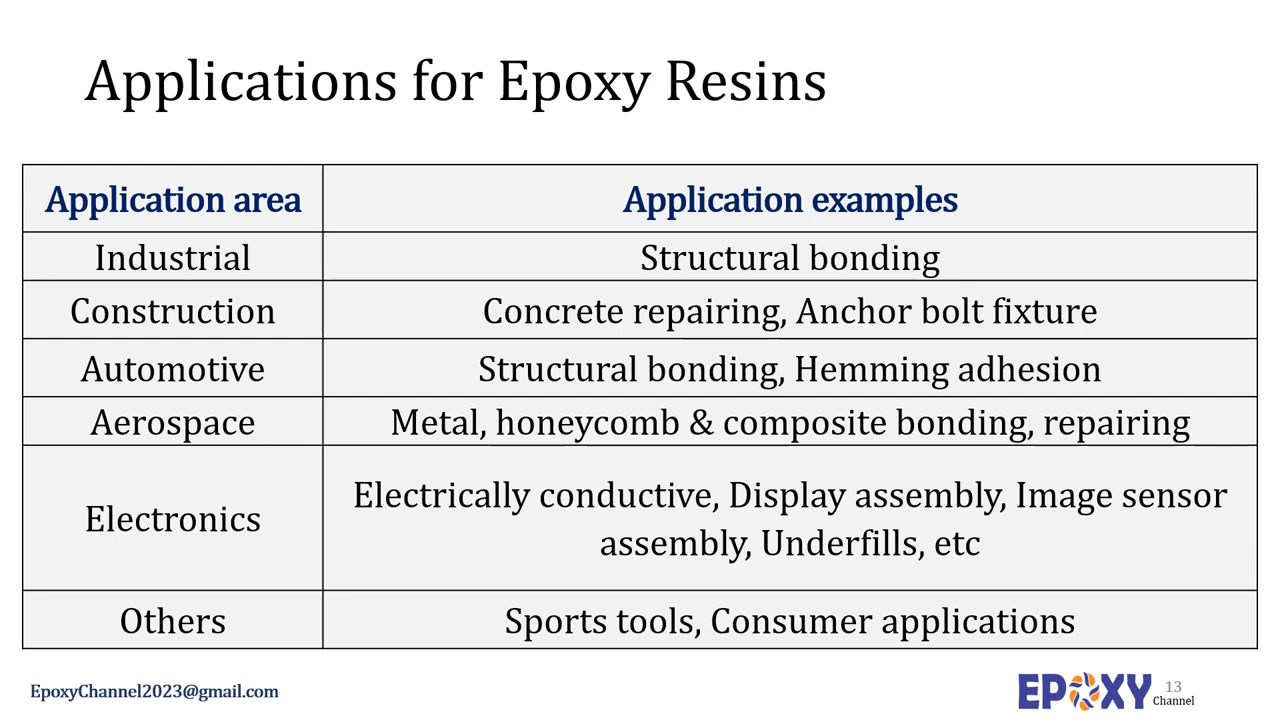 Applications for Epoxy Resins
Application area
Application examples
Industrial
Structural bonding
Construction
Concrete repairing, Anchor bolt fixture
Automotive
Structural bonding, Hemming adhesion
Aerospace
Metal, honeycomb & composite bonding, repairing
Electronics
Electrically conductive, Display assembly, Image sensor
assembly, Underfills, etc
Others
Sports tools, Consumer applications
EpoxyChannel2023@gmail.com
EPOXY
Channel
13